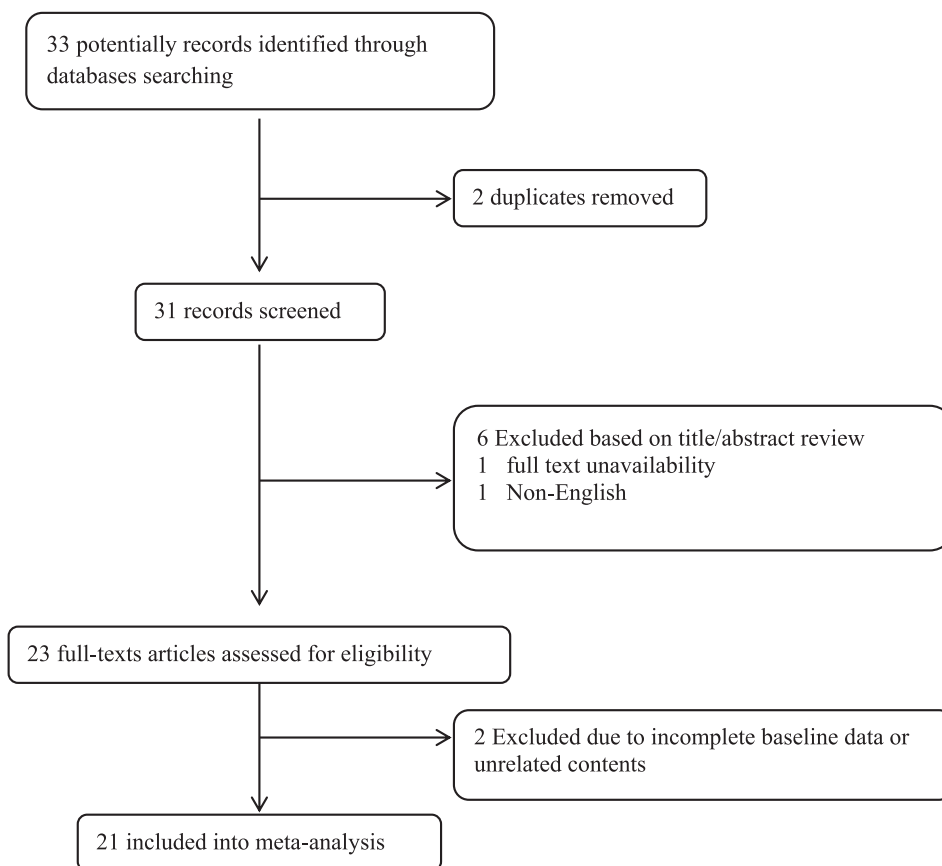 33 potentially records identified through
databases searching
2 duplicates removed
31 records screened
6 Excluded based on title/abstract review
1 full text unavailability
1 Non-English
23 full-texts articles assessed for eligibility
2 Excluded due to incomplete baseline data or
unrelated contents
21 included into meta-analysis